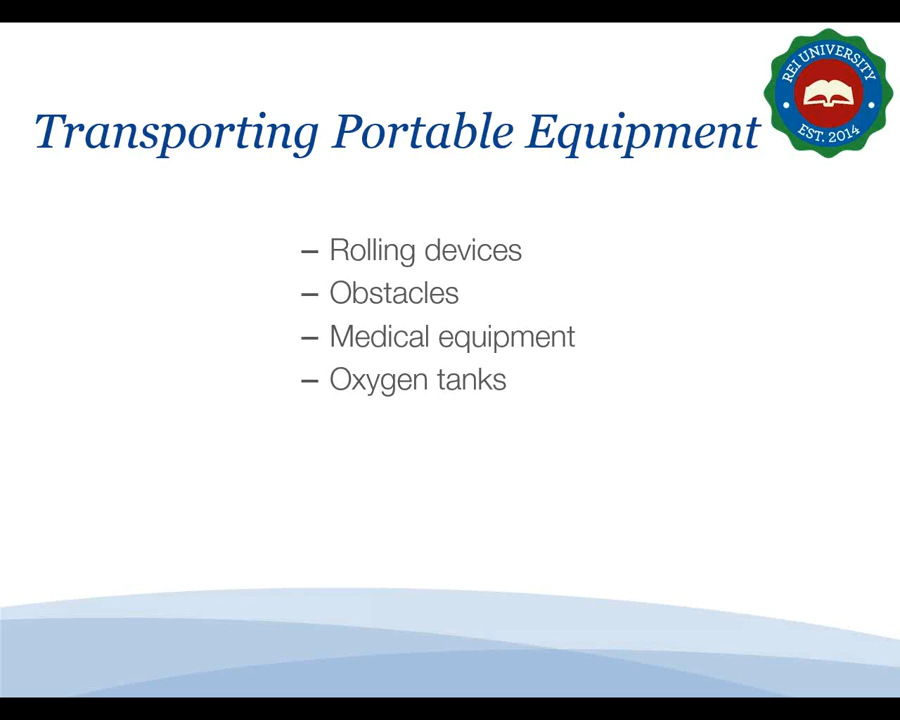 Transporting Portable Equipment
REI UNIVERSITY
EST. 2014
– Rolling devices
– Obstacles
– Medical equipment
– Oxygen tanks